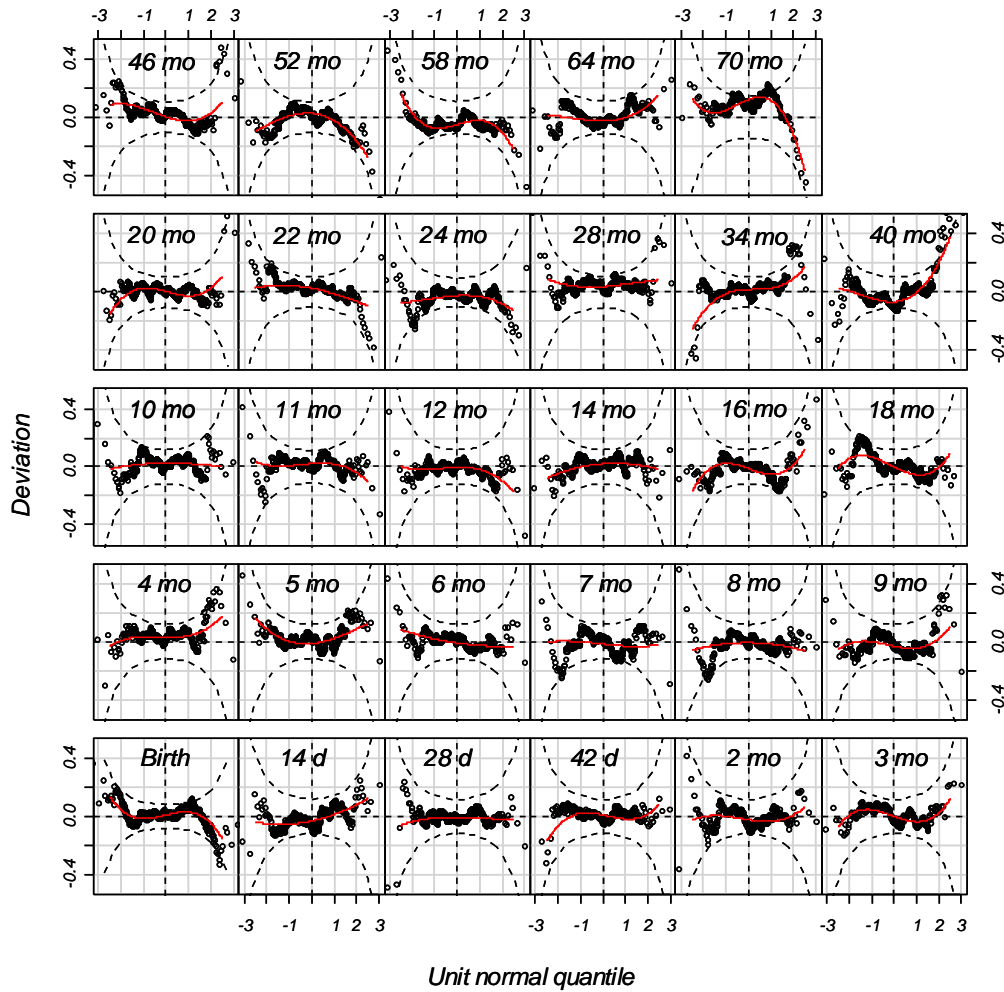 -3 -1 1 2 3 -3 -1 1 2 3 -3 -1 1 2 3
0.4 0.0 -0.4
46 mo 52 mo 58 mo 64 mo 70 mo
20 mo 22 mo 24 mo 28 mo 34 mo 40 mo
0.4 0.0 -0.4
0.4 0.0 -0.4
10 mo 11 mo 12 mo 14 mo 16 mo 18 mo
Deviation
4 mo 5 mo 6 mo 7 mo 8 mo 9 mo
0.4 0.0 -0.4
0.4 0.0 -0.4
Birth 14 d 28 d 42 d 2 mo 3 mo
-3 -1 1 2 3 -3 -1 1 2 3 -3 -1 1 2 3
Unit normal quantile